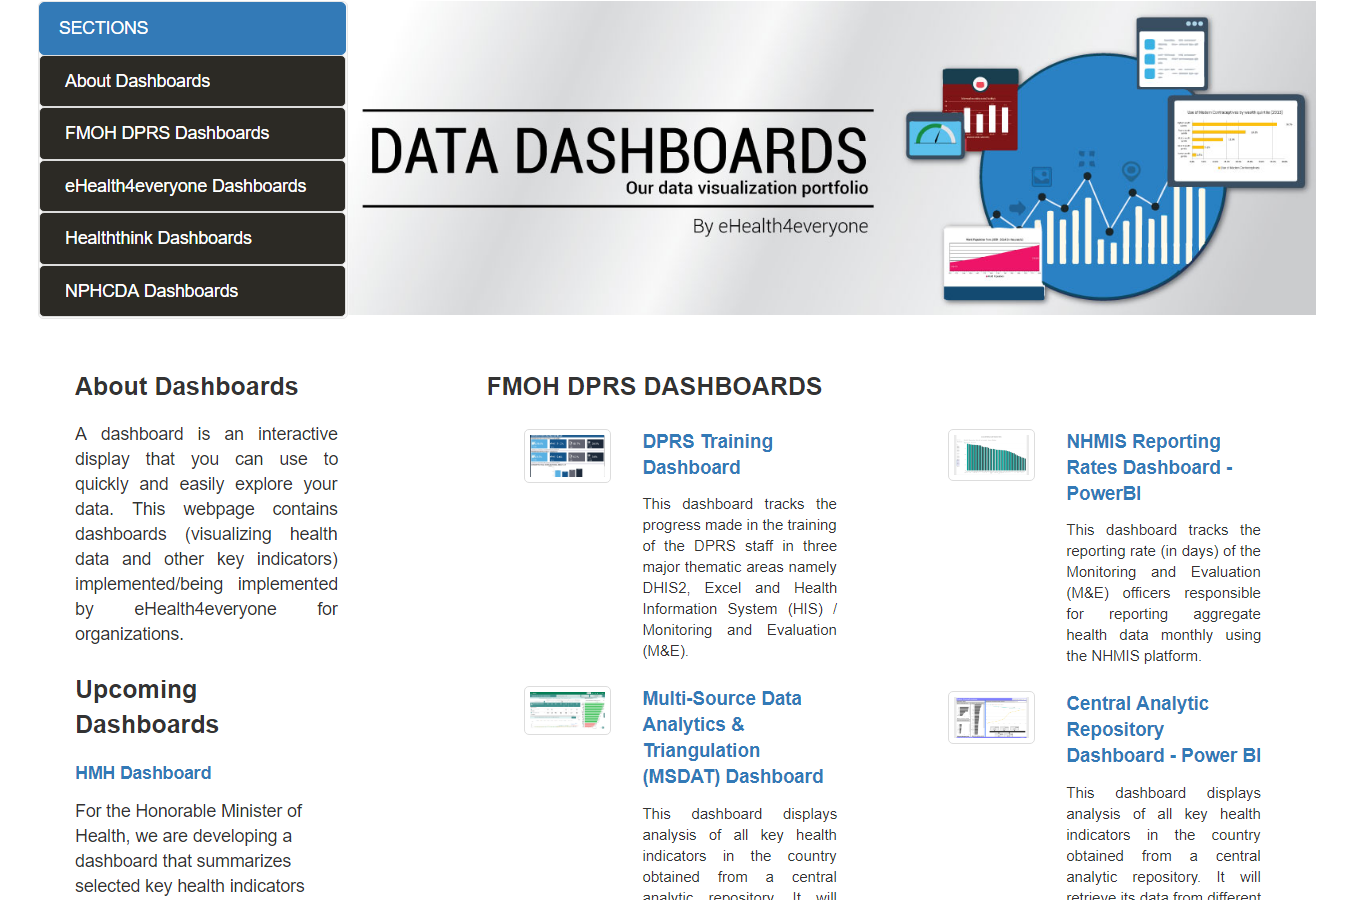 SECTIONS
About Dashboards
FMOH DPRS Dashboards
eHealth4everyone Dashboards
Healththink Dashboards
NPHCDA Dashboards
DATA DASHBOARDS
Our data visualization portfolio
By eHealth4everyone
About Dashboards
A dashboard is an interactive
display that you can use to
quickly and easily explore your
data. This webpage contains
dashboards (visualizing health
data and other key indicators)
implemented/being implemented
by eHealth4everyone for
organizations.
Upcoming
Dashboards
HMH Dashboard
For the Honorable Minister of
Health, we are developing a
dashboard that summarizes
selected key health indicators
FMOH DPRS DASHBOARDS
DPRS Training
Dashboard
This dashboard tracks the
progress made in the training
of the DPRS staff in three
major thematic areas namely
DHIS2, Excel and Health
Information System (HIS) /
Monitoring and Evaluation
(M&E).
NHMIS Reporting
Rates Dashboard -
PowerBI
This dashboard tracks the
reporting rate (in days) of the
Monitoring and Evaluation
(M&E) officers responsible
for reporting aggregate
health data monthly using
the NHMIS platform.
Multi-Source Data
Analytics &
Triangulation
(MSDAT) Dashboard
This dashboard displays
analysis of all key health
indicators in the country
obtained from a central
analytic repository. It will
Central Analytic
Repository
Dashboard - Power BI
This dashboard displays
analysis of all key health
indicators in the country
obtained from a central
analytic repository. It will
retrieve its data from different